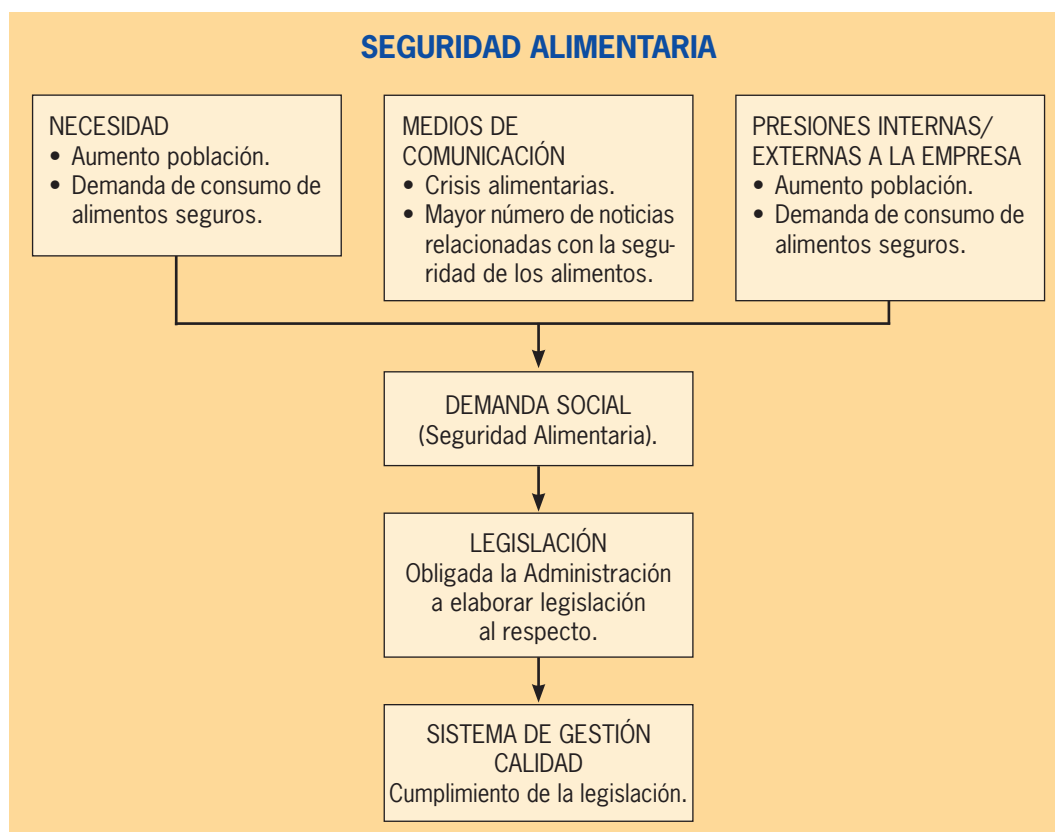 SEGURIDAD ALIMENTARIA
NECESIDAD
• Aumento población.
• Demanda de consumo de
alimentos seguros.
MEDIOS DE
COMUNICACIÓN
• Crisis alimentarias.
• Mayor número de noticias
relacionadas con la segu-
ridad de los alimentos.
PRESIONES INTERNAS/
EXTERNAS A LA EMPRESA
• Aumento población.
• Demanda de consumo de
alimentos seguros.
DEMANDA SOCIAL
(Seguridad Alimentaria).
LEGISLACIÓN
Obligada la Administración
a elaborar legislación
al respecto.
SISTEMA DE GESTIÓN
CALIDAD
Cumplimiento de la legislación.